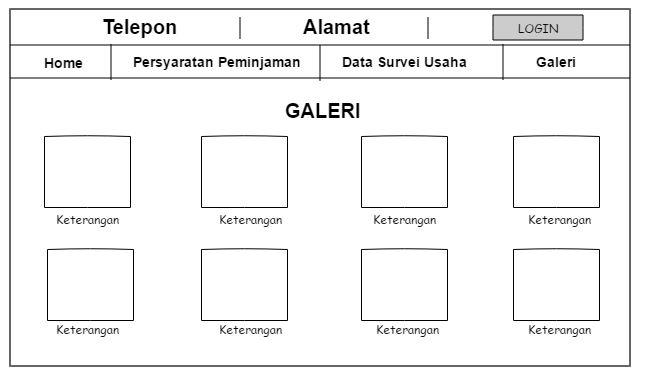 Telepon | Alamat | LOGIN
Home Persyaratan Peminjaman Data Survei Usaha Galeri
GALERI
Keterangan Keterangan Keterangan Keterangan
Keterangan Keterangan Keterangan Keterangan